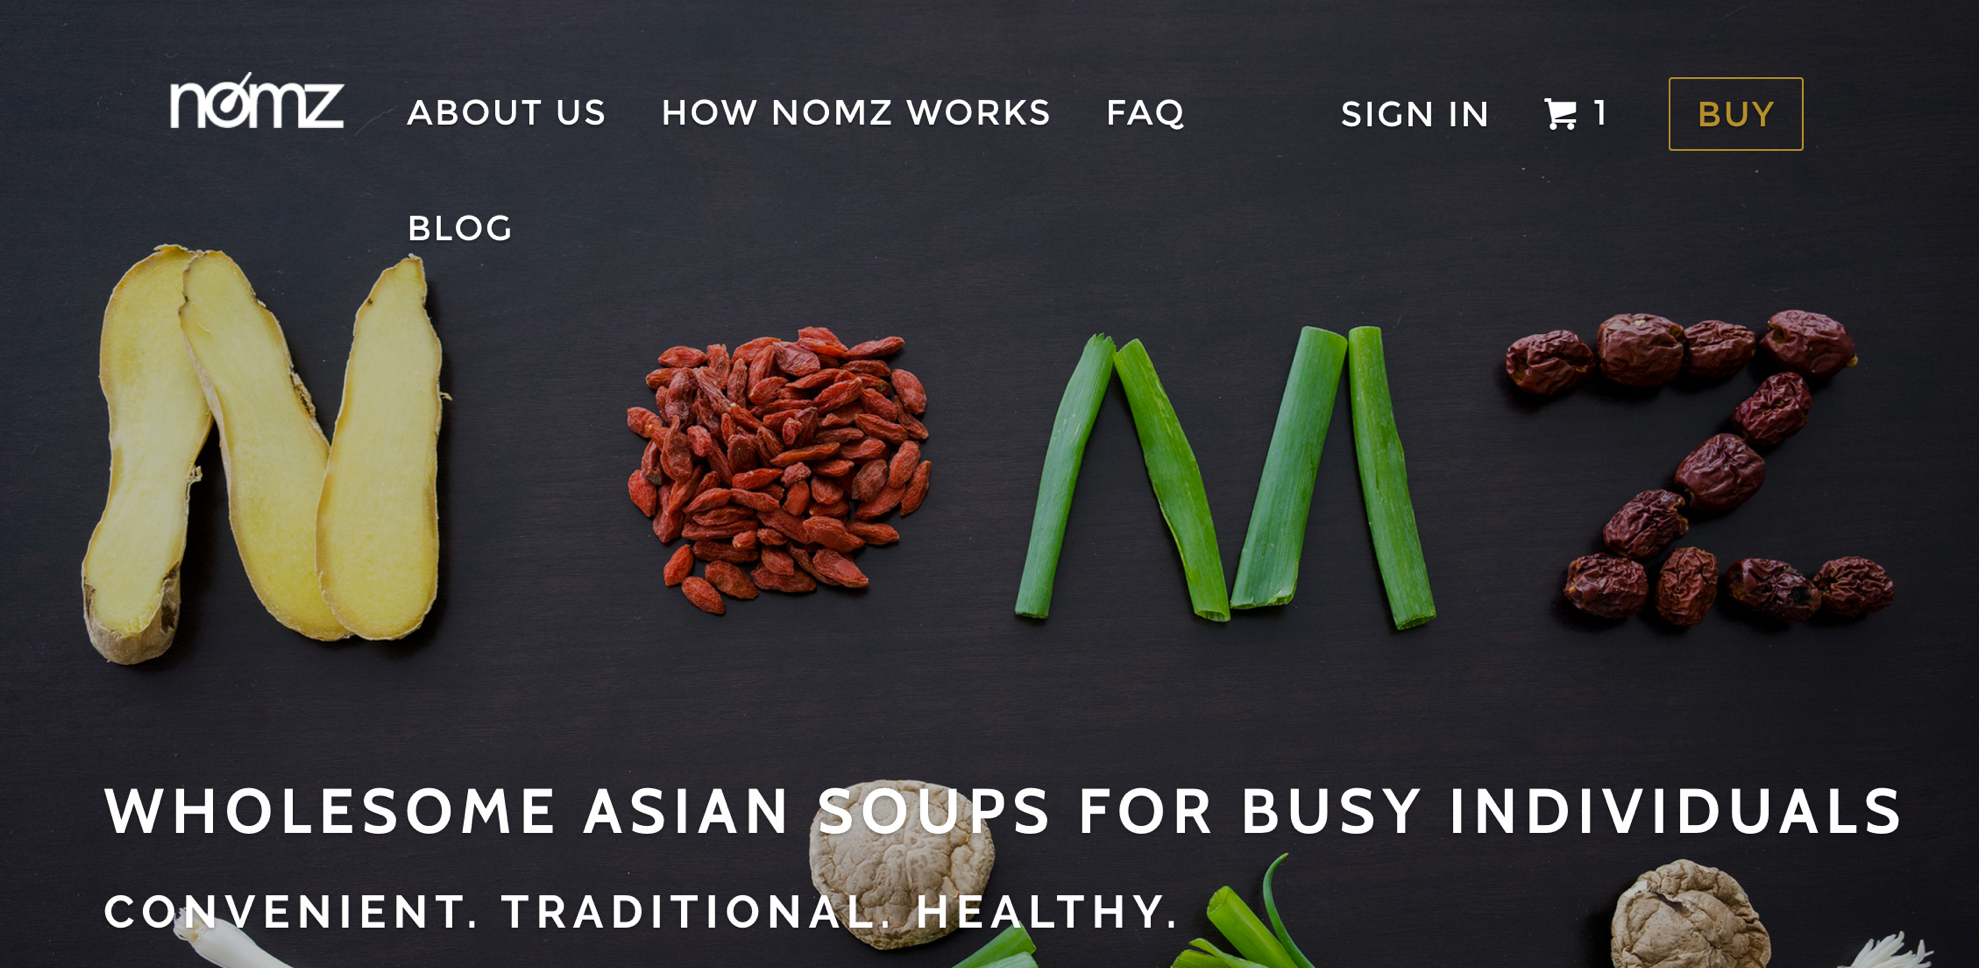 nomz ABOUT US HOW NOMZ WORKS FAQ SIGN IN 1 BUY
BLOG
NOMZ
WHOLESOME ASIAN SOUPS FOR BUSY INDIVIDUALS
CONVENIENT. TRADITIONAL. HEALTHY.